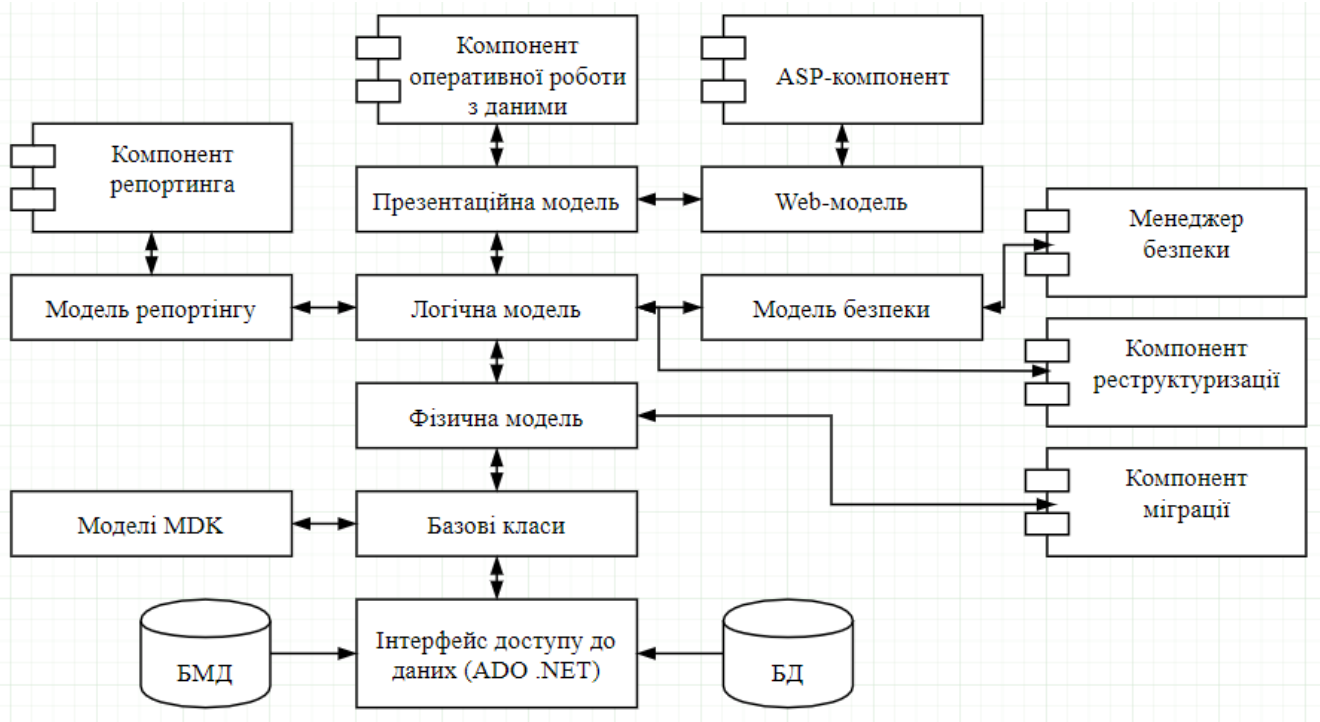 Компонент
оперативної роботи
з даними
ASP-компонент
Компонент
репортинга
Презентаційна модель
Web-модель
Менеджер
безпеки
Модель репортінгу
Логічна модель
Модель безпеки
Компонент
реструктуризації
Фізична модель
Компонент
міграції
Моделі MDK
Базові класи
Інтерфейс доступу до
даних (ADO .NET)
БМД
БД